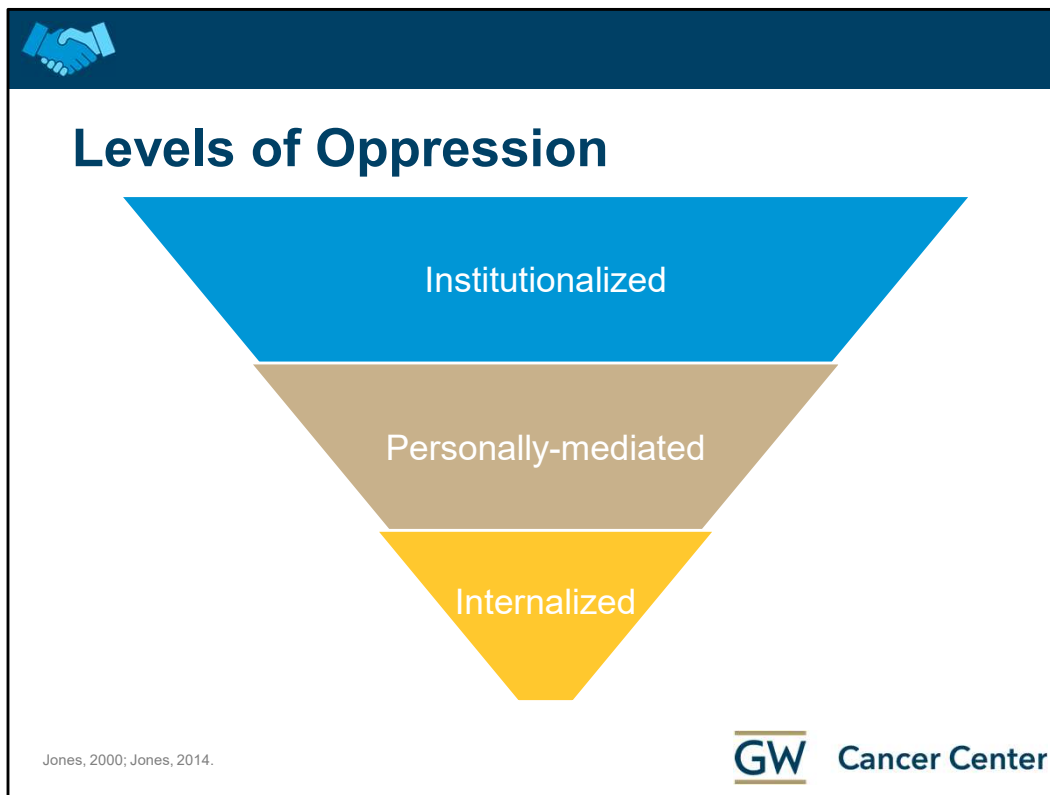 Levels of Oppression
Institutionalized
Personally-mediated
Internalized
Jones, 2000; Jones, 2014.
GW Cancer Center